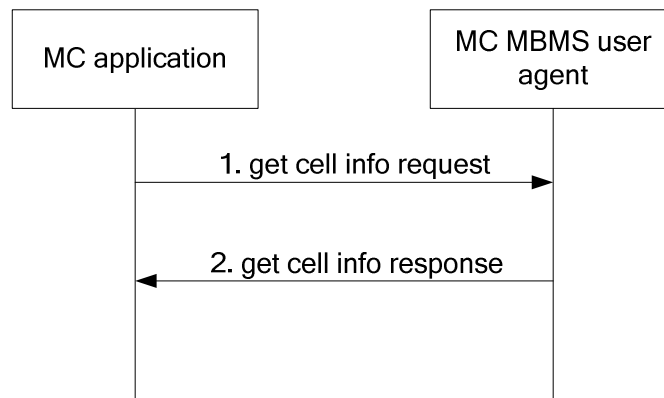 MC application
MC MBMS user
agent
1. get cell info request
2. get cell info response